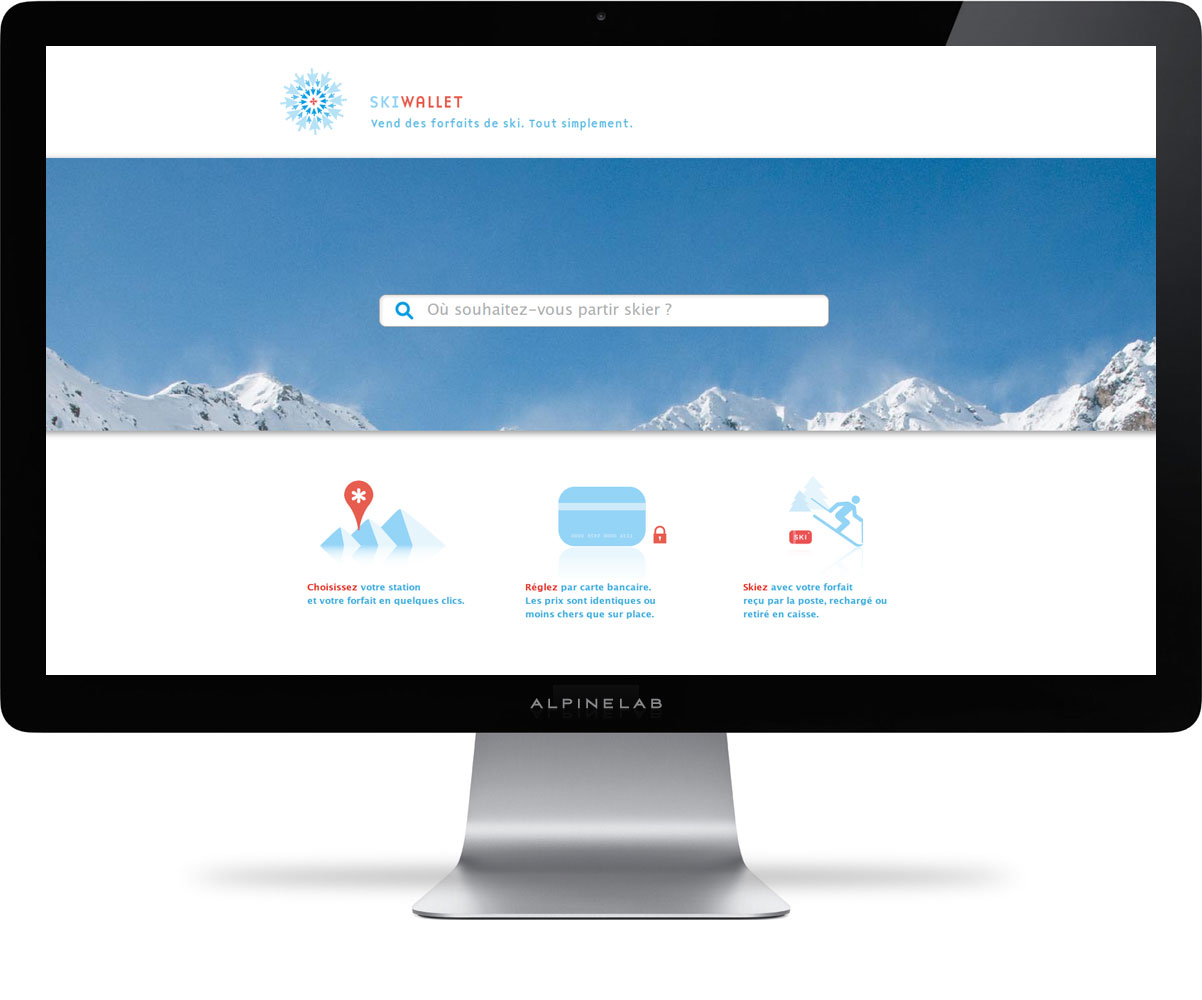 SKIWALLET
Vend des forfaits de ski. Tout simplement.
Où souhaitez-vous partir skier ?
SKI
Choisissez votre station
et votre forfait en quelques clics.
Réglez par carte bancaire.
Les prix sont identiques ou
moins chers que sur place.
Skiez avec votre forfait
reçu par la poste, rechargé ou
retiré en caisse.
ALPINELAB